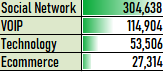 Social Network 304,638
VOIP 114,904
Technology 53,506
Ecommerce 27,314